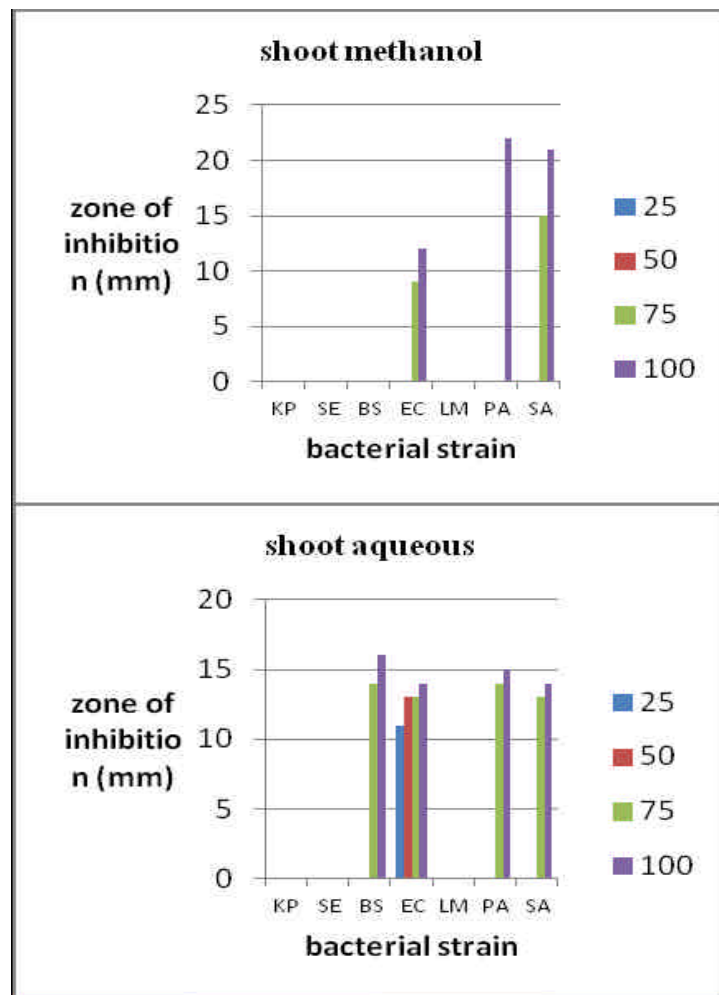 shoot methanol
25
20
15
10
5
0
zone of
inhibitio
n (mm)
KP SE BS EC LM PA SA
bacterial strain
25
50
75
100
shoot aqueous
20
15
10
5
0
zone of
inhibitio
n (mm)
KP SE BS EC LM PA SA
bacterial strain
25
50
75
100